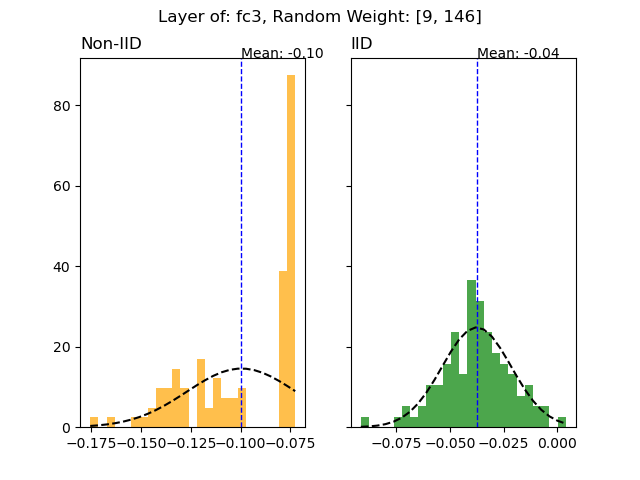 Layer of: fc3, Random Weight: [9, 146]
Non-IID
Mean: -0.10
IID
Mean: -0.04
80
60
40
20
0
−0.175 −0.150 −0.125 −0.100 −0.075
−0.075 −0.050 −0.025 0.000